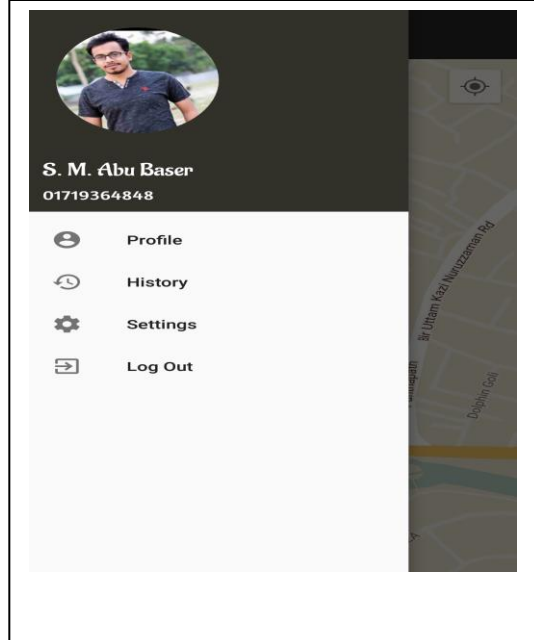 S. M. Abu Baser
01719364848
Profile
History
Settings
Log Out
Bir Uttam Kazi Nuruzzaman Rd
Dolphin Goli